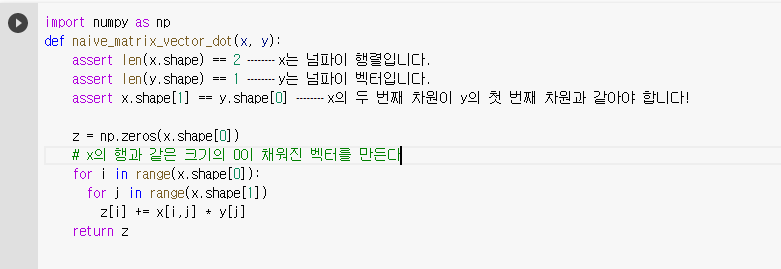 import numpy as np
def naive_matrix_vector_dot(x, y):
    assert len(x.shape) == 2 -------- x는 넘파이 행렬입니다.
    assert len(y.shape) == 1 -------- y는 넘파이 벡터입니다.
    assert x.shape[1] == y.shape[0] -------- x의 두 번째 차원이 y의 첫 번째 차원과 같아야 합니다!
    z = np.zeros(x.shape[0])
    # x의 행과 같은 크기의 0이 채워진 벡터를 만든다
    for i in range(x.shape[0]):
      for j in range(x.shape[1])
        z[i] += x[i,j] * y[j]
    return z